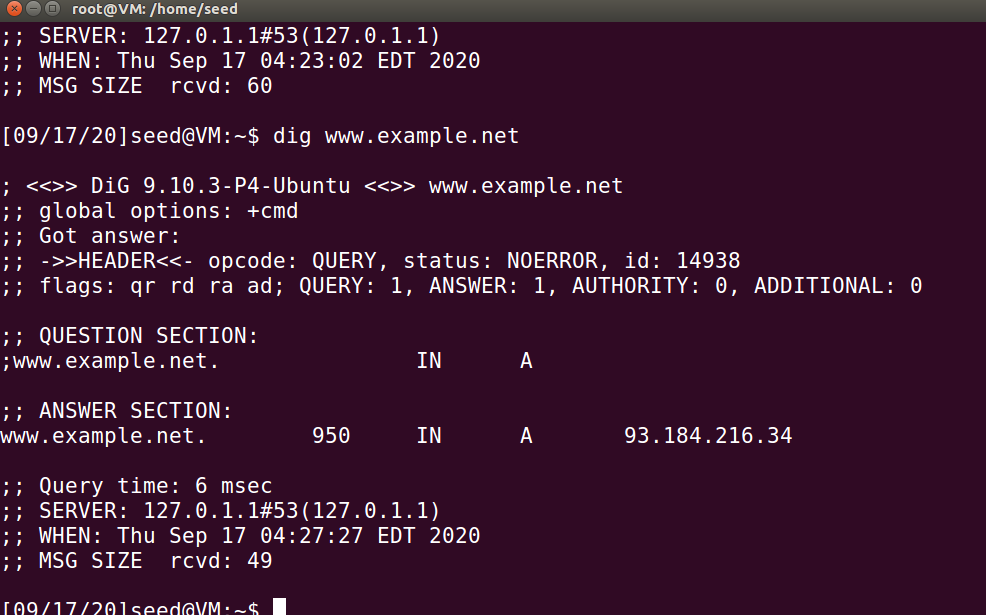 root@VM: /home/seed
;; SERVER: 127.0.1.1#53(127.0.1.1)
;; WHEN: Thu Sep 17 04:23:02 EDT 2020
;; MSG SIZE  rcvd: 60
[09/17/20]seed@VM:~$ dig www.example.net
; <<>> DiG 9.10.3-P4-Ubuntu <<>> www.example.net
;; global options: +cmd
;; Got answer:
;; ->>HEADER<<- opcode: QUERY, status: NOERROR, id: 14938
;; flags: qr rd ra ad; QUERY: 1, ANSWER: 1, AUTHORITY: 0, ADDITIONAL: 0
;; QUESTION SECTION:
;www.example.net.               IN      A
;; ANSWER SECTION:
www.example.net.        950     IN      A       93.184.216.34
;; Query time: 6 msec
;; SERVER: 127.0.1.1#53(127.0.1.1)
;; WHEN: Thu Sep 17 04:27:27 EDT 2020
;; MSG SIZE  rcvd: 49
[09/17/20]seed@VM:~$